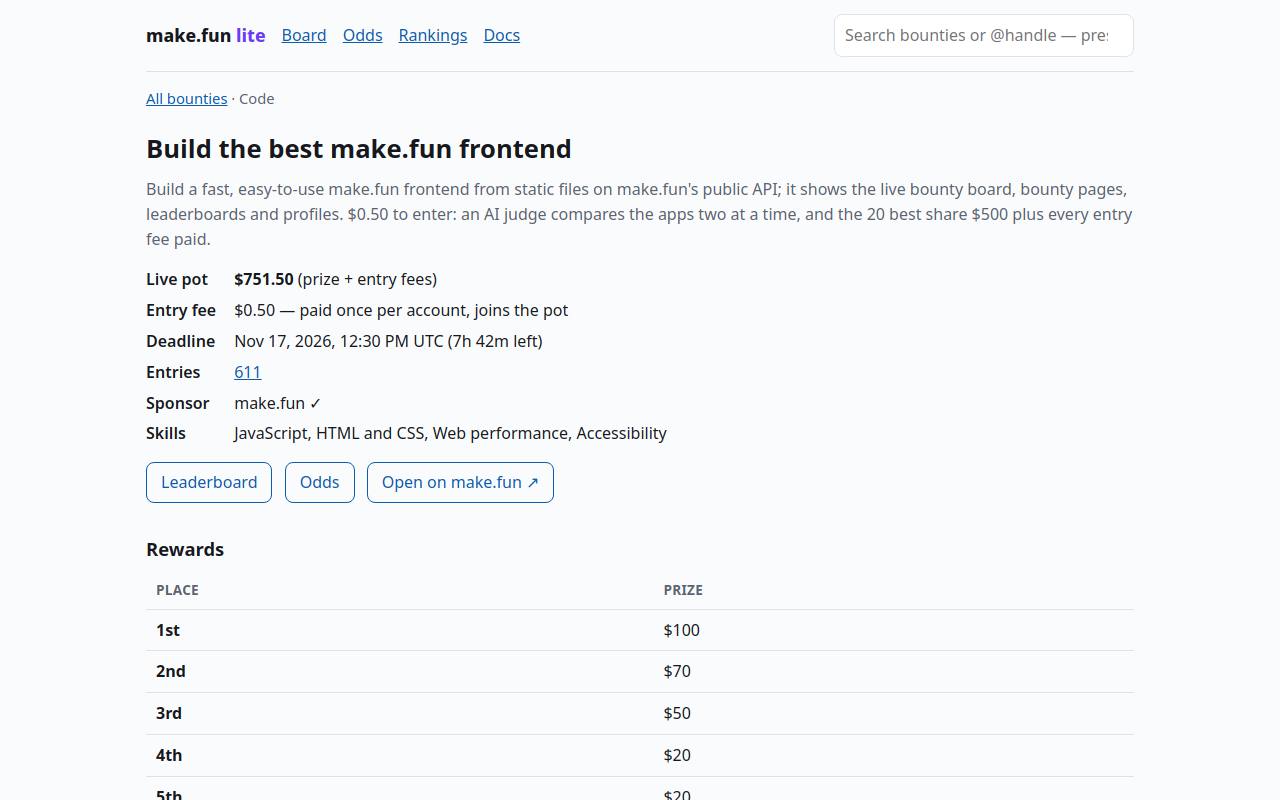 make.fun lite Board Odds Rankings Docs Search bounties or @handle — pre
All bounties · Code
Build the best make.fun frontend
Build a fast, easy-to-use make.fun frontend from static files on make.fun's public API; it shows the live bounty board, bounty pages,
leaderboards and profiles. $0.50 to enter: an AI judge compares the apps two at a time, and the 20 best share $500 plus every entry
fee paid.
Live pot $751.50 (prize + entry fees)
Entry fee $0.50 — paid once per account, joins the pot
Deadline Nov 17, 2026, 12:30 PM UTC (7h 42m left)
Entries 611
Sponsor make.fun ✓
Skills JavaScript, HTML and CSS, Web performance, Accessibility
Leaderboard Odds Open on make.fun ↗
Rewards
PLACE PRIZE
1st $100
2nd $70
3rd $50
4th $20
5th $20